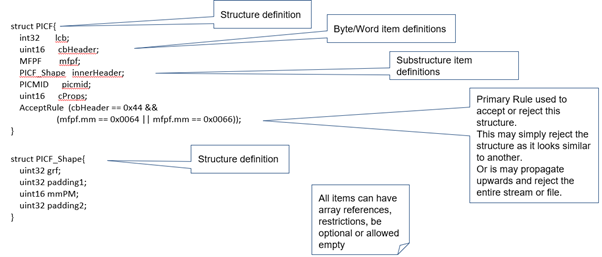 struct PICF{
int32 lcb;
uint16 cbHeader;
MFPF mfpf;
PICF_Shape innerHeader;
PICMID picmid;
uint16 cProps;
AcceptRule (cbHeader == 0x44 &&
(mfpf.mm == 0x0064 || mfpf.mm == 0x0066));
}
struct PICF_Shape{
uint32 grf;
uint32 padding1;
uint16 mmPM;
uint32 padding2;
}
Structure definition
Byte/Word item definitions
Substructure item
definitions
Primary Rule used to
accept or reject this
structure.
This may simply reject the
structure as it looks similar
to another.
Or is may propagate
upwards and reject the
entire stream or file.
Structure definition
All items can have
array references,
restrictions, be
optional or allowed
empty